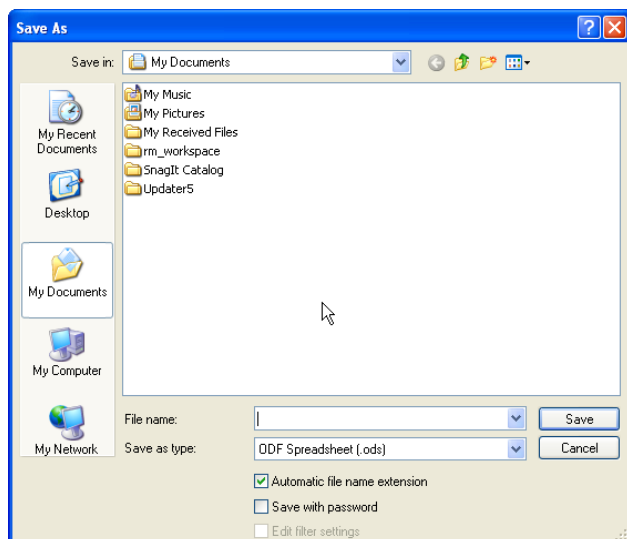 Save As
Save in: My Documents
My Recent
Documents
Desktop
My Documents
My Computer
My Network
My Music
My Pictures
My Received Files
rm_workspace
SnagIt Catalog
Updater5
File name:
Save
Save as type: ODF Spreadsheet (.ods)
Cancel
Automatic file name extension
Save with password
Edit filter settings